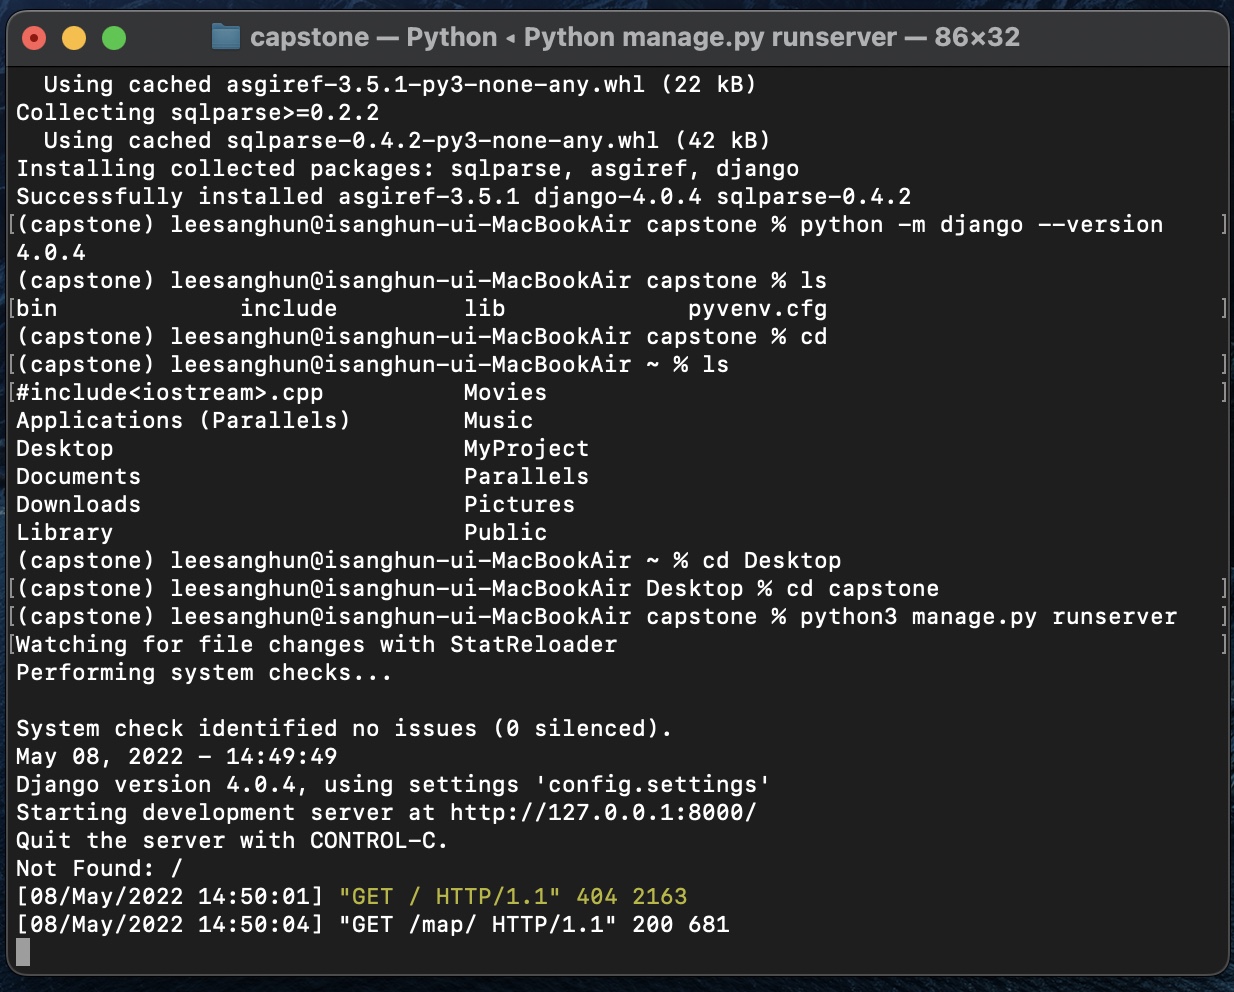 capstone — Python ◂ Python manage.py runserver — 86×32
  Using cached asgiref-3.5.1-py3-none-any.whl (22 kB)
Collecting sqlparse>=0.2.2
  Using cached sqlparse-0.4.2-py3-none-any.whl (42 kB)
Installing collected packages: sqlparse, asgiref, django
Successfully installed asgiref-3.5.1 django-4.0.4 sqlparse-0.4.2
[(capstone) leesanghun@isanghun-ui-MacBookAir capstone % python -m django --version ]
4.0.4
(capstone) leesanghun@isanghun-ui-MacBookAir capstone % ls
[bin             include         lib             pyvenv.cfg ]
(capstone) leesanghun@isanghun-ui-MacBookAir capstone % cd
[(capstone) leesanghun@isanghun-ui-MacBookAir ~ % ls ]
[#include<iostream>.cpp          Movies ]
Applications (Parallels)        Music
Desktop                         MyProject
Documents                       Parallels
Downloads                       Pictures
Library                         Public
(capstone) leesanghun@isanghun-ui-MacBookAir ~ % cd Desktop
[(capstone) leesanghun@isanghun-ui-MacBookAir Desktop % cd capstone ]
[(capstone) leesanghun@isanghun-ui-MacBookAir capstone % python3 manage.py runserver ]
[Watching for file changes with StatReloader ]
Performing system checks...

System check identified no issues (0 silenced).
May 08, 2022 - 14:49:49
Django version 4.0.4, using settings 'config.settings'
Starting development server at http://127.0.0.1:8000/
Quit the server with CONTROL-C.
Not Found: /
[08/May/2022 14:50:01] "GET / HTTP/1.1" 404 2163
[08/May/2022 14:50:04] "GET /map/ HTTP/1.1" 200 681